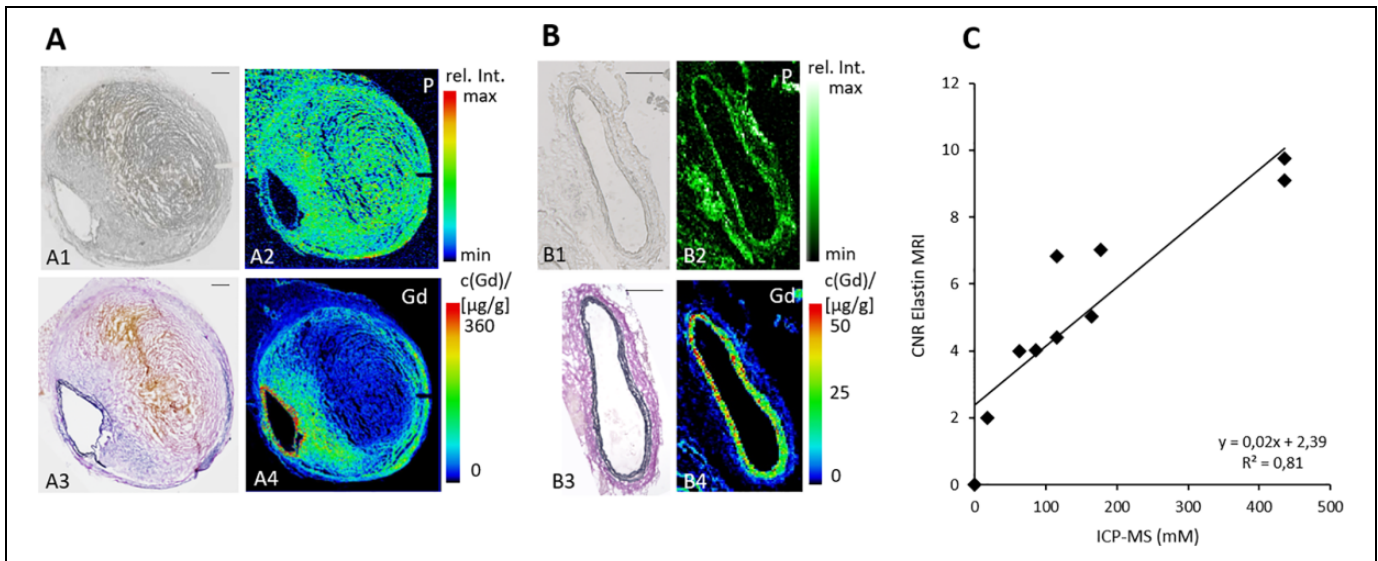 A
rel. Int.
P
max
min
A1
A2
c(Gd)/
[µg/g]
Gd
360
0
A3
A4
B
rel. Int.
P
max
min
B1
B2
c(Gd)/
[µg/g]
Gd
50
25
0
B3
B4
C
12
10
8
6
4
2
0
CNR Elastin MRI
y = 0,02x + 2,39
R² = 0,81
0 100 200 300 400 500
ICP-MS (mM)